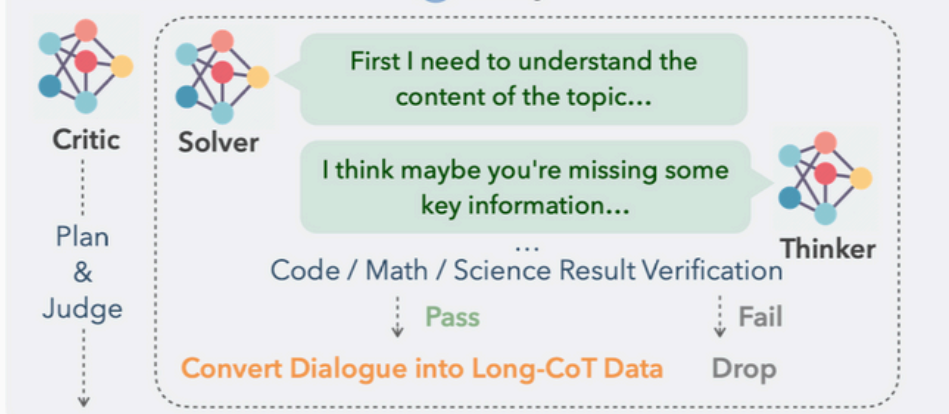 First I need to understand the
content of the topic...
Critic
Solver
I think maybe you're missing some
key information...
...
Thinker
Plan
&
Judge
Code / Math / Science Result Verification
Pass
Fail
Convert Dialogue into Long-CoT Data
Drop